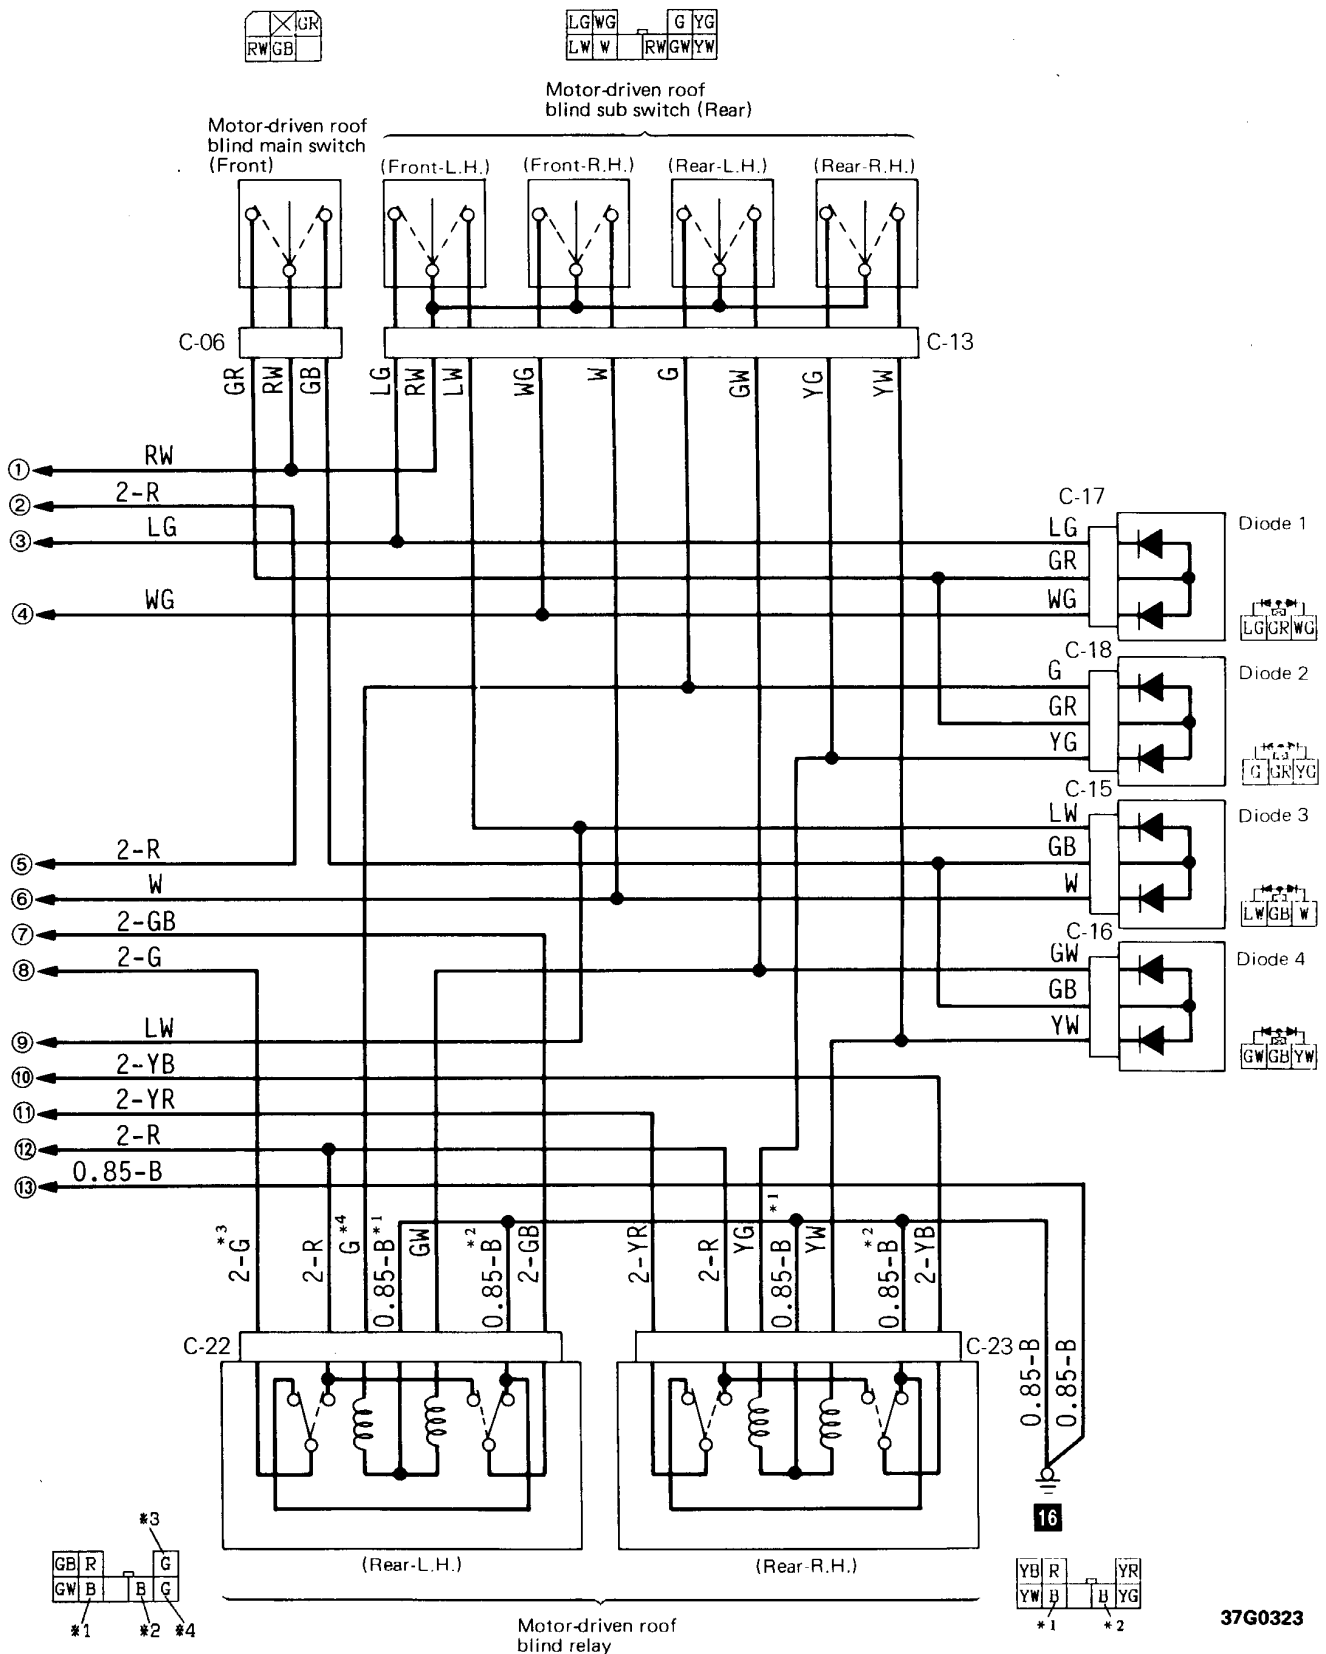 GR
RW GB
LG WG G YG
LW W RW GW YW
Motor-driven roof
blind sub switch (Rear)
Motor-driven roof
blind main switch
(Front)
(Front-L.H.)
(Front-R.H.)
(Rear-L.H.)
(Rear-R.H.)
C-06
C-13
GR
RW
GB
LG
RW
LW
WG
W
G
GW
YG
YW
① RW
② 2-R
③ LG
④ WG
C-17
LG
GR
WG
Diode 1
LG GR WG
C-18
G
GR
YG
Diode 2
G GR YG
C-15
LW
GB
W
Diode 3
LW GB W
C-16
GW
GB
YW
Diode 4
GW GB YW
⑤ 2-R
⑥ W
⑦ 2-GB
⑧ 2-G
⑨ LW
⑩ 2-YB
⑪ 2-YR
⑫ 2-R
⑬ 0.85-B
2-G *3
2-R
G *4
0.85-B *1
GW
0.85-B *2
2-GB
2-YR
2-R
YG
0.85-B *1
YW
0.85-B *2
2-YB
C-22
C-23
0.85-B
0.85-B
16
(Rear-L.H.)
(Rear-R.H.)
Motor-driven roof
blind relay
*3
GB R G
GW B B G
*1 *2 *4
YB R YR
YW B B YG
*1 *2
37G0323